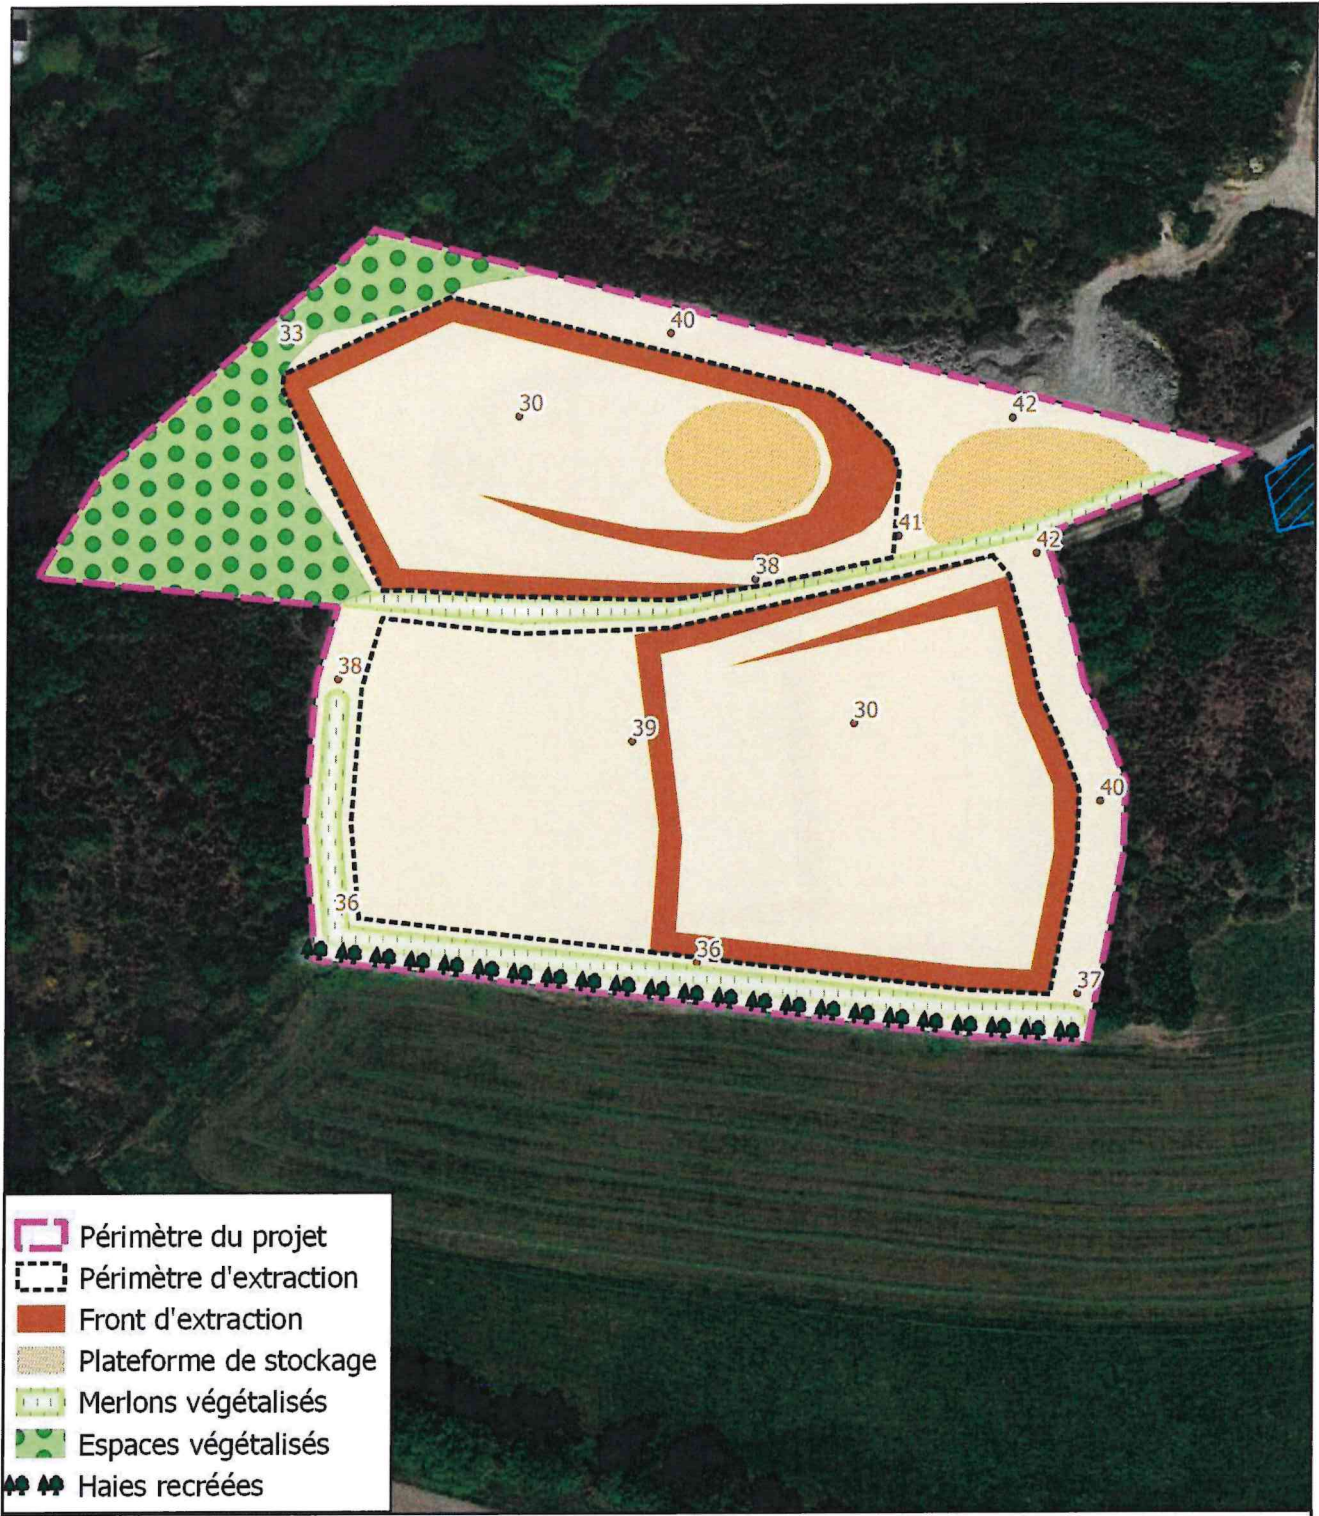 33
40
30
42
41
42
38
38
39
30
40
36
36
37
Périmètre du projet
Périmètre d'extraction
Front d'extraction
Plateforme de stockage
Merlons végétalisés
Espaces végétalisés
Haies recréées